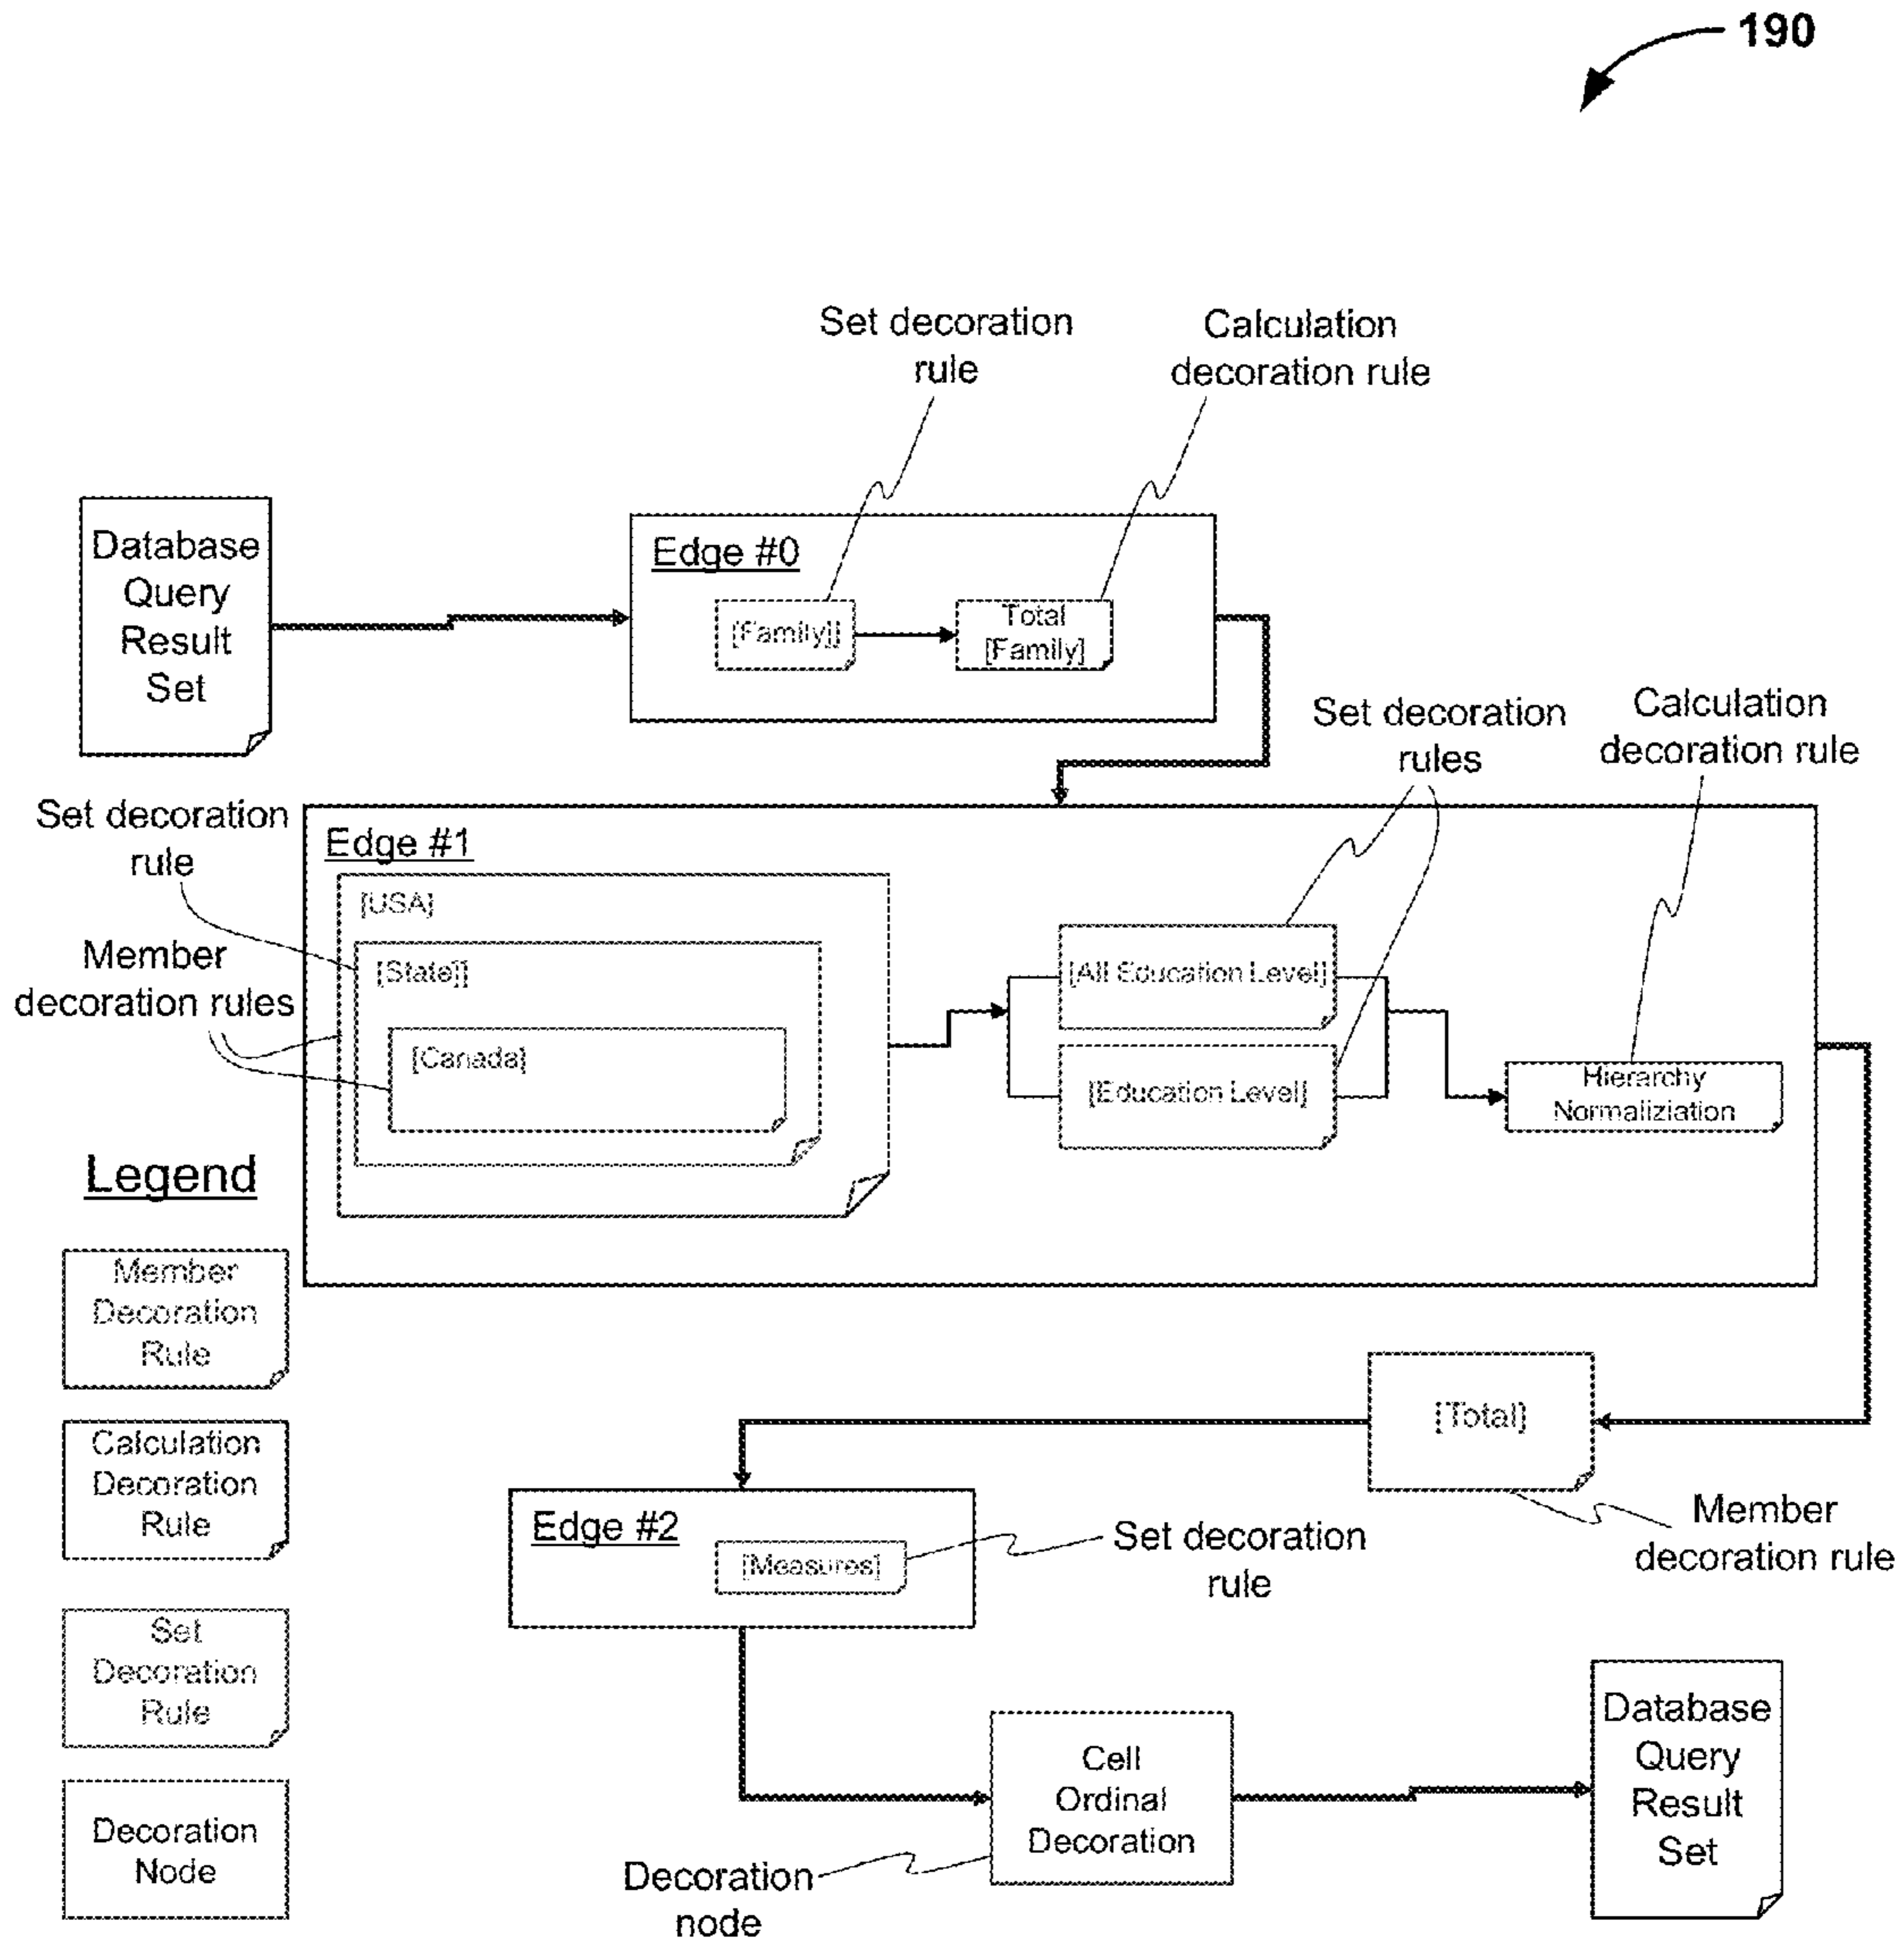 190
Set decoration
rule
Calculation
decoration rule
Database
Query
Result
Set
Edge #0
[Family]]
Total
[Family]
Set decoration
rules
Calculation
decoration rule
Set decoration
rule
Member
decoration rules
Edge #1
[USA]
[State]]
[Canada]
[All Education Level]
[Education Level]
Hierarchy
Normaliziation
Legend
Member
Decoration
Rule
Calculation
Decoration
Rule
Set
Decoration
Rule
Decoration
Node
[Total]
Member
decoration rule
Edge #2
[Measures]
Set decoration
rule
Cell
Ordinal
Decoration
Decoration
node
Database
Query
Result
Set